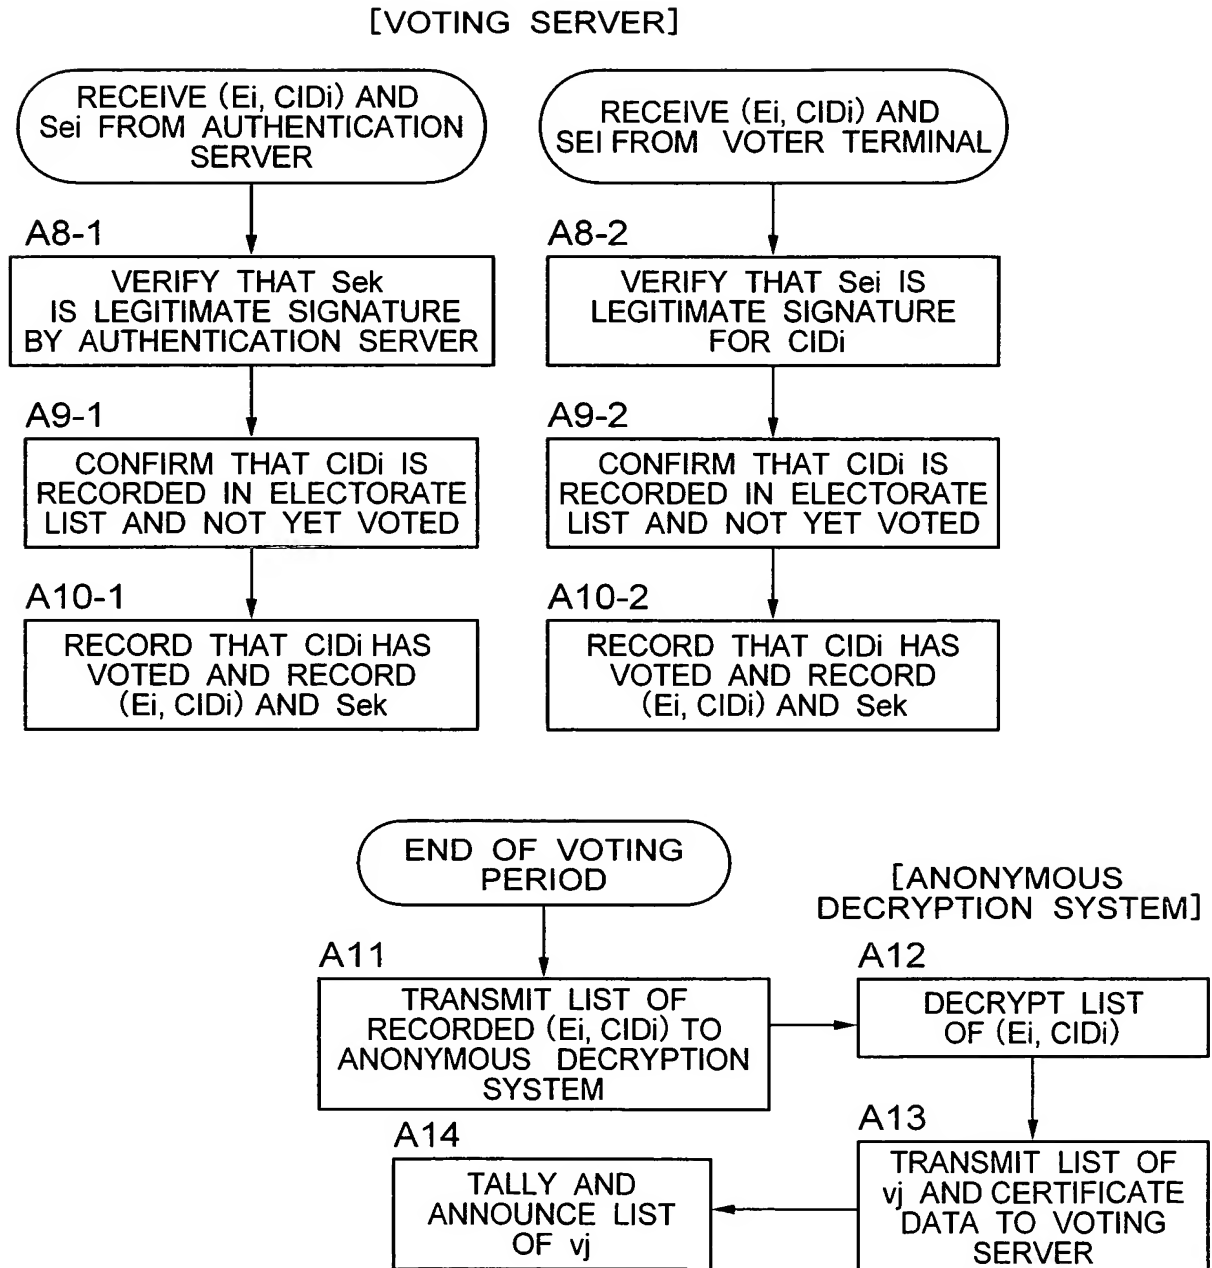 [VOTING SERVER]
RECEIVE (Ei, CIDi) AND
Sei FROM AUTHENTICATION
SERVER
A8-1
VERIFY THAT Sek
IS LEGITIMATE SIGNATURE
BY AUTHENTICATION SERVER
A9-1
CONFIRM THAT CIDi IS
RECORDED IN ELECTORATE
LIST AND NOT YET VOTED
A10-1
RECORD THAT CIDi HAS
VOTED AND RECORD
(Ei, CIDi) AND Sek
RECEIVE (Ei, CIDi) AND
SEI FROM VOTER TERMINAL
A8-2
VERIFY THAT Sei IS
LEGITIMATE SIGNATURE
FOR CIDi
A9-2
CONFIRM THAT CIDi IS
RECORDED IN ELECTORATE
LIST AND NOT YET VOTED
A10-2
RECORD THAT CIDi HAS
VOTED AND RECORD
(Ei, CIDi) AND Sek
END OF VOTING
PERIOD
A11
TRANSMIT LIST OF
RECORDED (Ei, CIDi) TO
ANONYMOUS DECRYPTION
SYSTEM
[ANONYMOUS
DECRYPTION SYSTEM]
A12
DECRYPT LIST
OF (Ei, CIDi)
A13
TRANSMIT LIST OF
vj AND CERTIFICATE
DATA TO VOTING
SERVER
A14
TALLY AND
ANNOUNCE LIST
OF vj